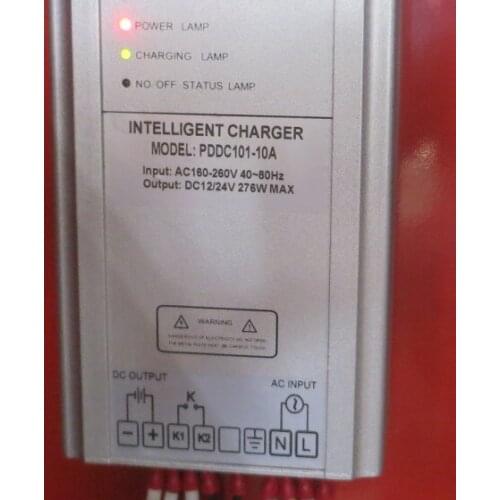 POWER LAMP
CHARGING LAMP
NO OFF STATUS LAMP
INTELLIGENT CHARGER
MODEL: PDDC101-10A
Input: AC160-260V 40~80Hz
Output: DC12/24V 276W MAX
WARNING
DC OUTPUT
K
AC INPUT
− + K1 K2 N L